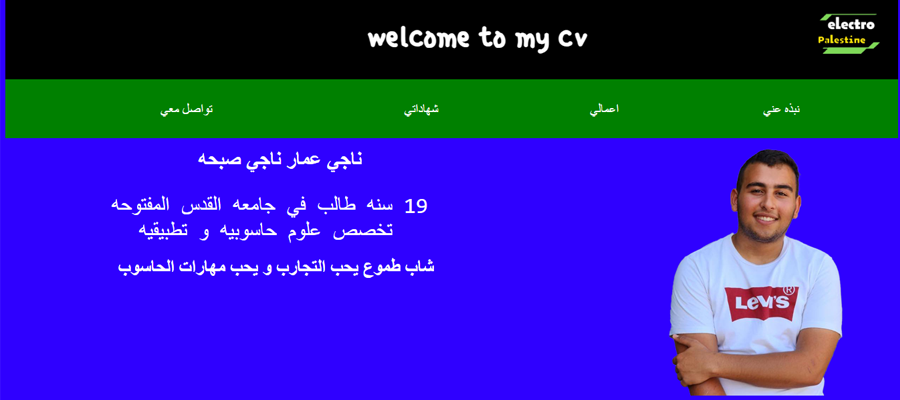 welcome to my cv
electro
Palestine
نبذه عني
اعمالي
شهاداتي
تواصل معي
ناجي عمار ناجي صبحه
19 سنه طالب في جامعه القدس المفتوحه
تخصص علوم حاسوبيه و تطبيقيه
شاب طموع يحب التجارب و يحب مهارات الحاسوب
LEVI'S®